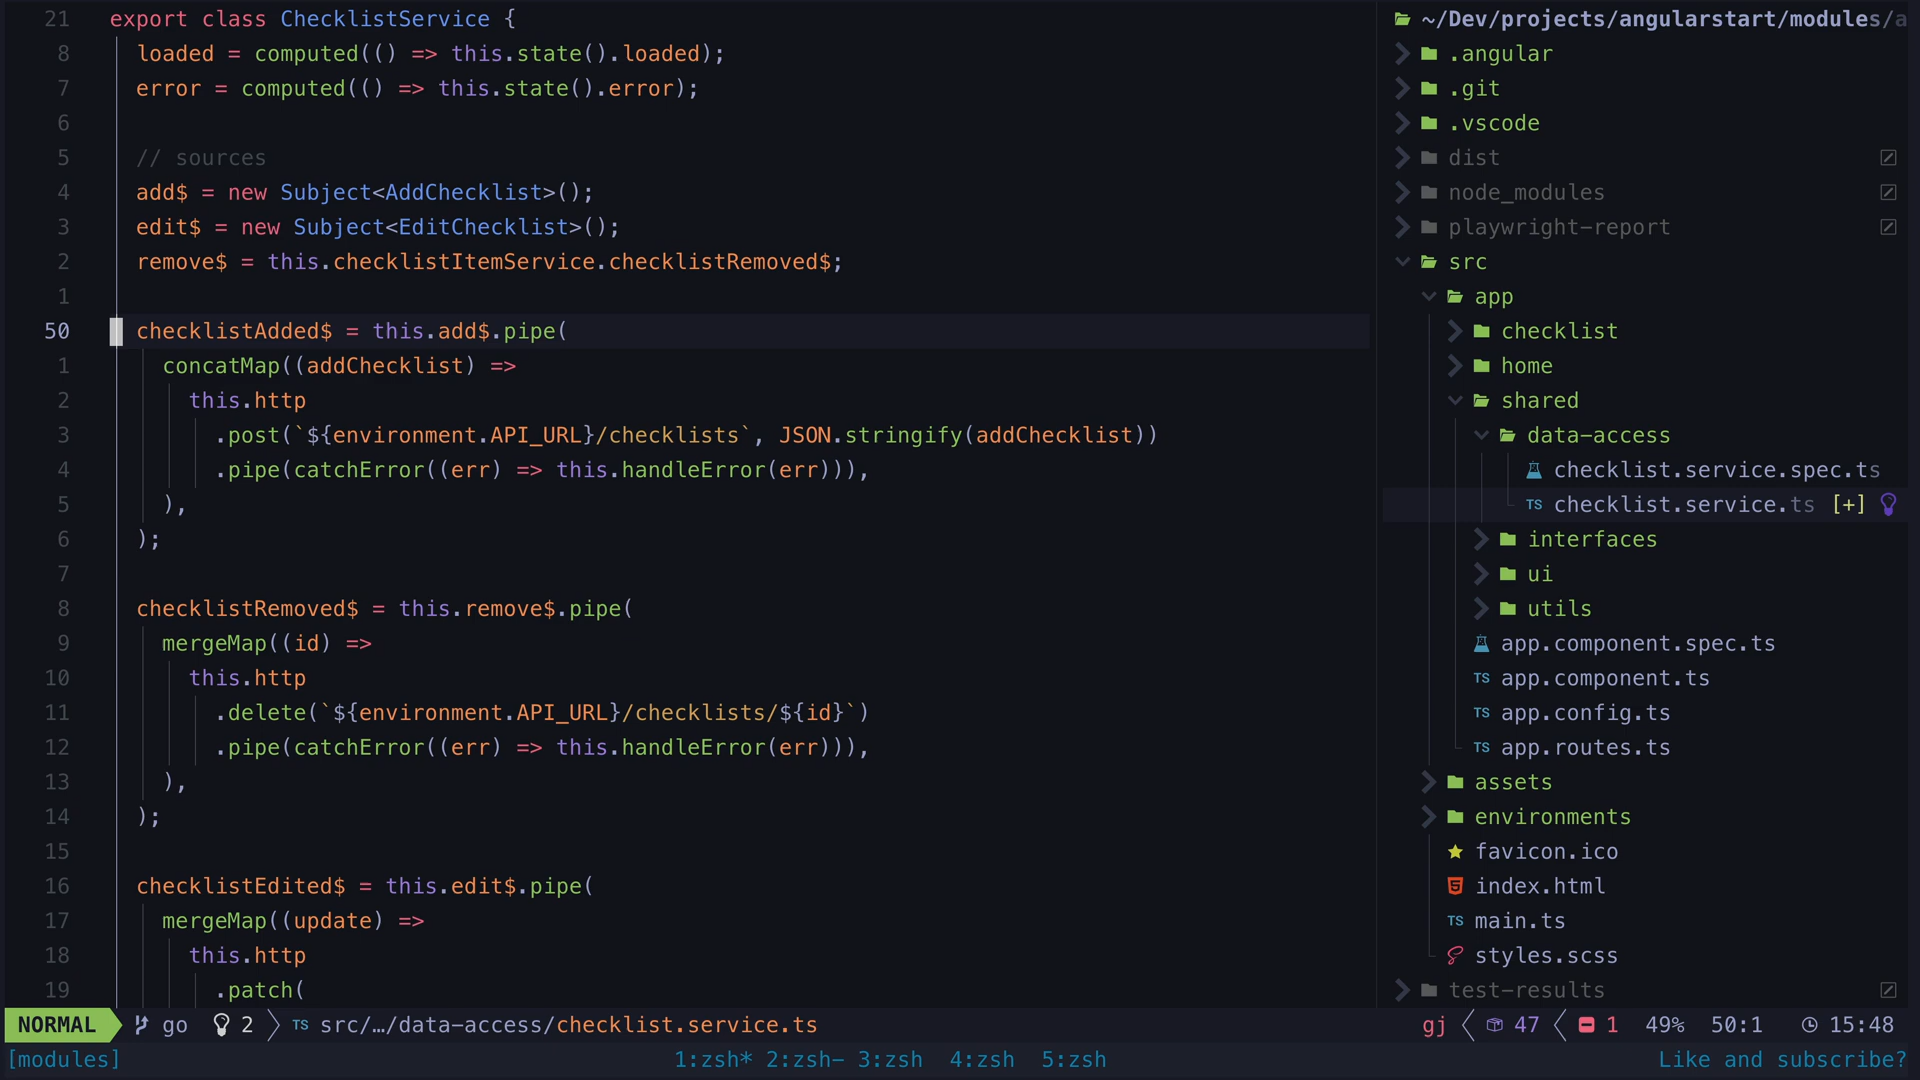 21 export class ChecklistService {
8 loaded = computed(() => this.state().loaded);
7 error = computed(() => this.state().error);
6
5 // sources
4 add$ = new Subject<AddChecklist>();
3 edit$ = new Subject<EditChecklist>();
2 remove$ = this.checklistItemService.checklistRemoved$;
1
50 checklistAdded$ = this.add$.pipe(
1 concatMap((addChecklist) =>
2 this.http
3 .post(`${environment.API_URL}/checklists`, JSON.stringify(addChecklist))
4 .pipe(catchError((err) => this.handleError(err))),
5 ),
6 );
7
8 checklistRemoved$ = this.remove$.pipe(
9 mergeMap((id) =>
10 this.http
11 .delete(`${environment.API_URL}/checklists/${id}`)
12 .pipe(catchError((err) => this.handleError(err))),
13 ),
14 );
15
16 checklistEdited$ = this.edit$.pipe(
17 mergeMap((update) =>
18 this.http
19 .patch(
~/Dev/projects/angularstart/modules/a
.angular
.git
.vscode
dist
node_modules
playwright-report
src
app
checklist
home
shared
data-access
checklist.service.spec.ts
TS checklist.service.ts [+]
interfaces
ui
utils
app.component.spec.ts
TS app.component.ts
TS app.config.ts
TS app.routes.ts
assets
environments
favicon.ico
index.html
TS main.ts
styles.scss
test-results
NORMAL go 2 TS src/…/data-access/checklist.service.ts gj 47 1 49% 50:1 15:48
[modules] 1:zsh* 2:zsh- 3:zsh 4:zsh 5:zsh Like and subscribe?